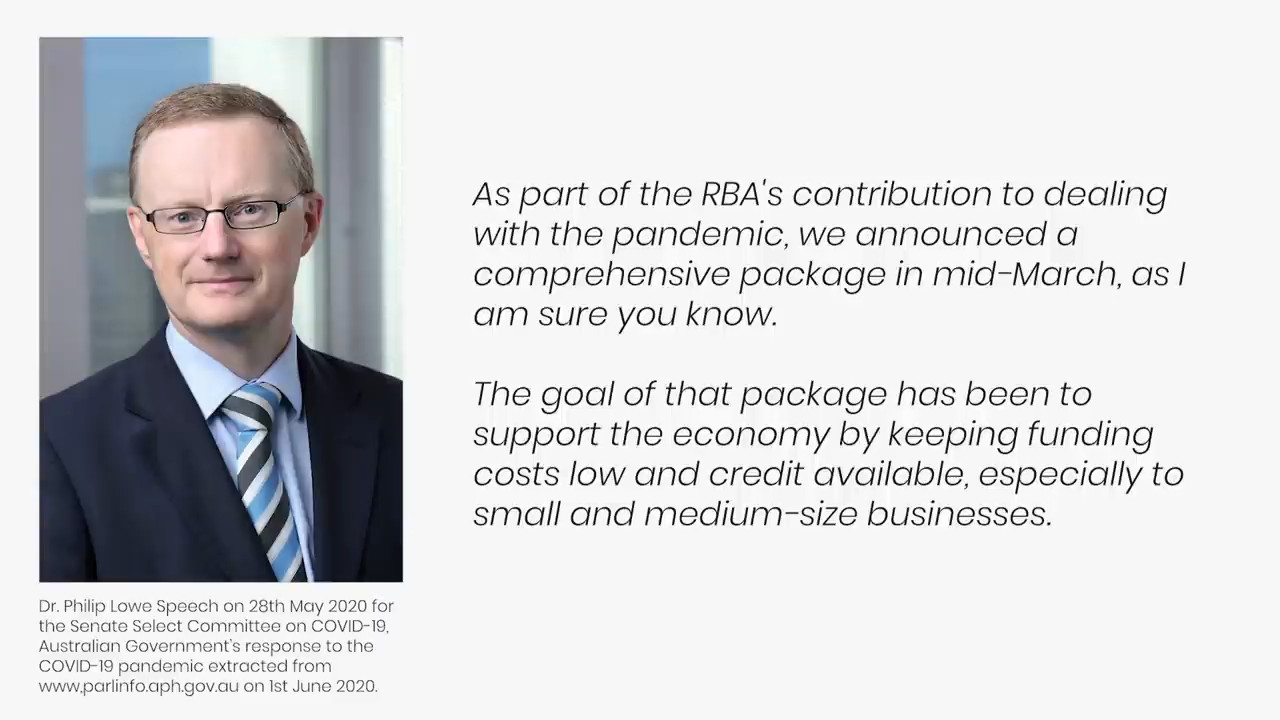 As part of the RBA's contribution to dealing
with the pandemic, we announced a
comprehensive package in mid-March, as I
am sure you know.
The goal of that package has been to
support the economy by keeping funding
costs low and credit available, especially to
small and medium-size businesses.
Dr. Philip Lowe Speech on 28th May 2020 for
the Senate Select Committee on COVID-19,
Australian Government's response to the
COVID-19 pandemic extracted from
www.parlinfo.aph.gov.au on 1st June 2020.